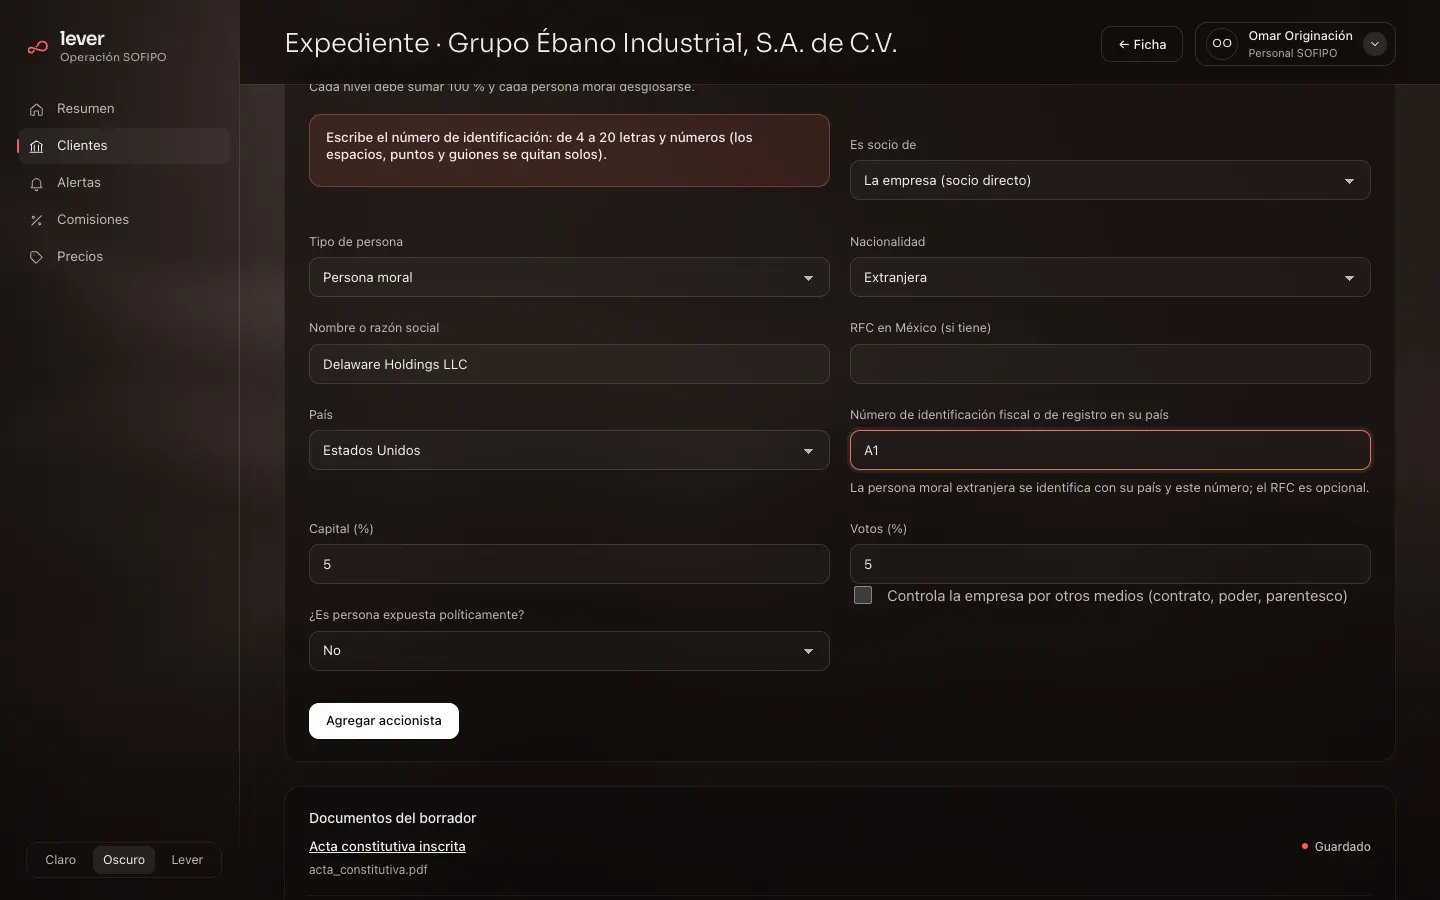 lever
Operación SOFIPO
Resumen
Clientes
Alertas
Comisiones
Precios
Claro
Oscuro
Lever
Expediente · Grupo Ébano Industrial, S.A. de C.V.
← Ficha
OO
Omar Originación
Personal SOFIPO
Cada nivel debe sumar 100 % y cada persona moral desglosarse.
Escribe el número de identificación: de 4 a 20 letras y números (los
espacios, puntos y guiones se quitan solos).
Es socio de
La empresa (socio directo)
Tipo de persona
Persona moral
Nacionalidad
Extranjera
Nombre o razón social
Delaware Holdings LLC
RFC en México (si tiene)
País
Estados Unidos
Número de identificación fiscal o de registro en su país
A1
La persona moral extranjera se identifica con su país y este número; el RFC es opcional.
Capital (%)
5
Votos (%)
5
Controla la empresa por otros medios (contrato, poder, parentesco)
¿Es persona expuesta políticamente?
No
Agregar accionista
Documentos del borrador
Acta constitutiva inscrita
acta_constitutiva.pdf
Guardado